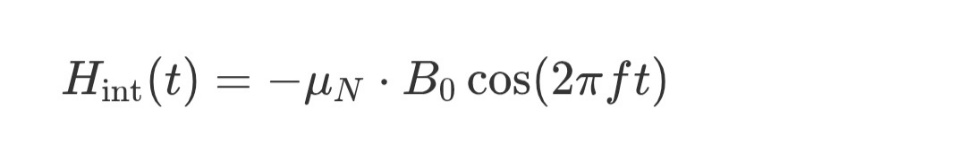 H_int(t) = −μ_N · B_0 cos(2πft)